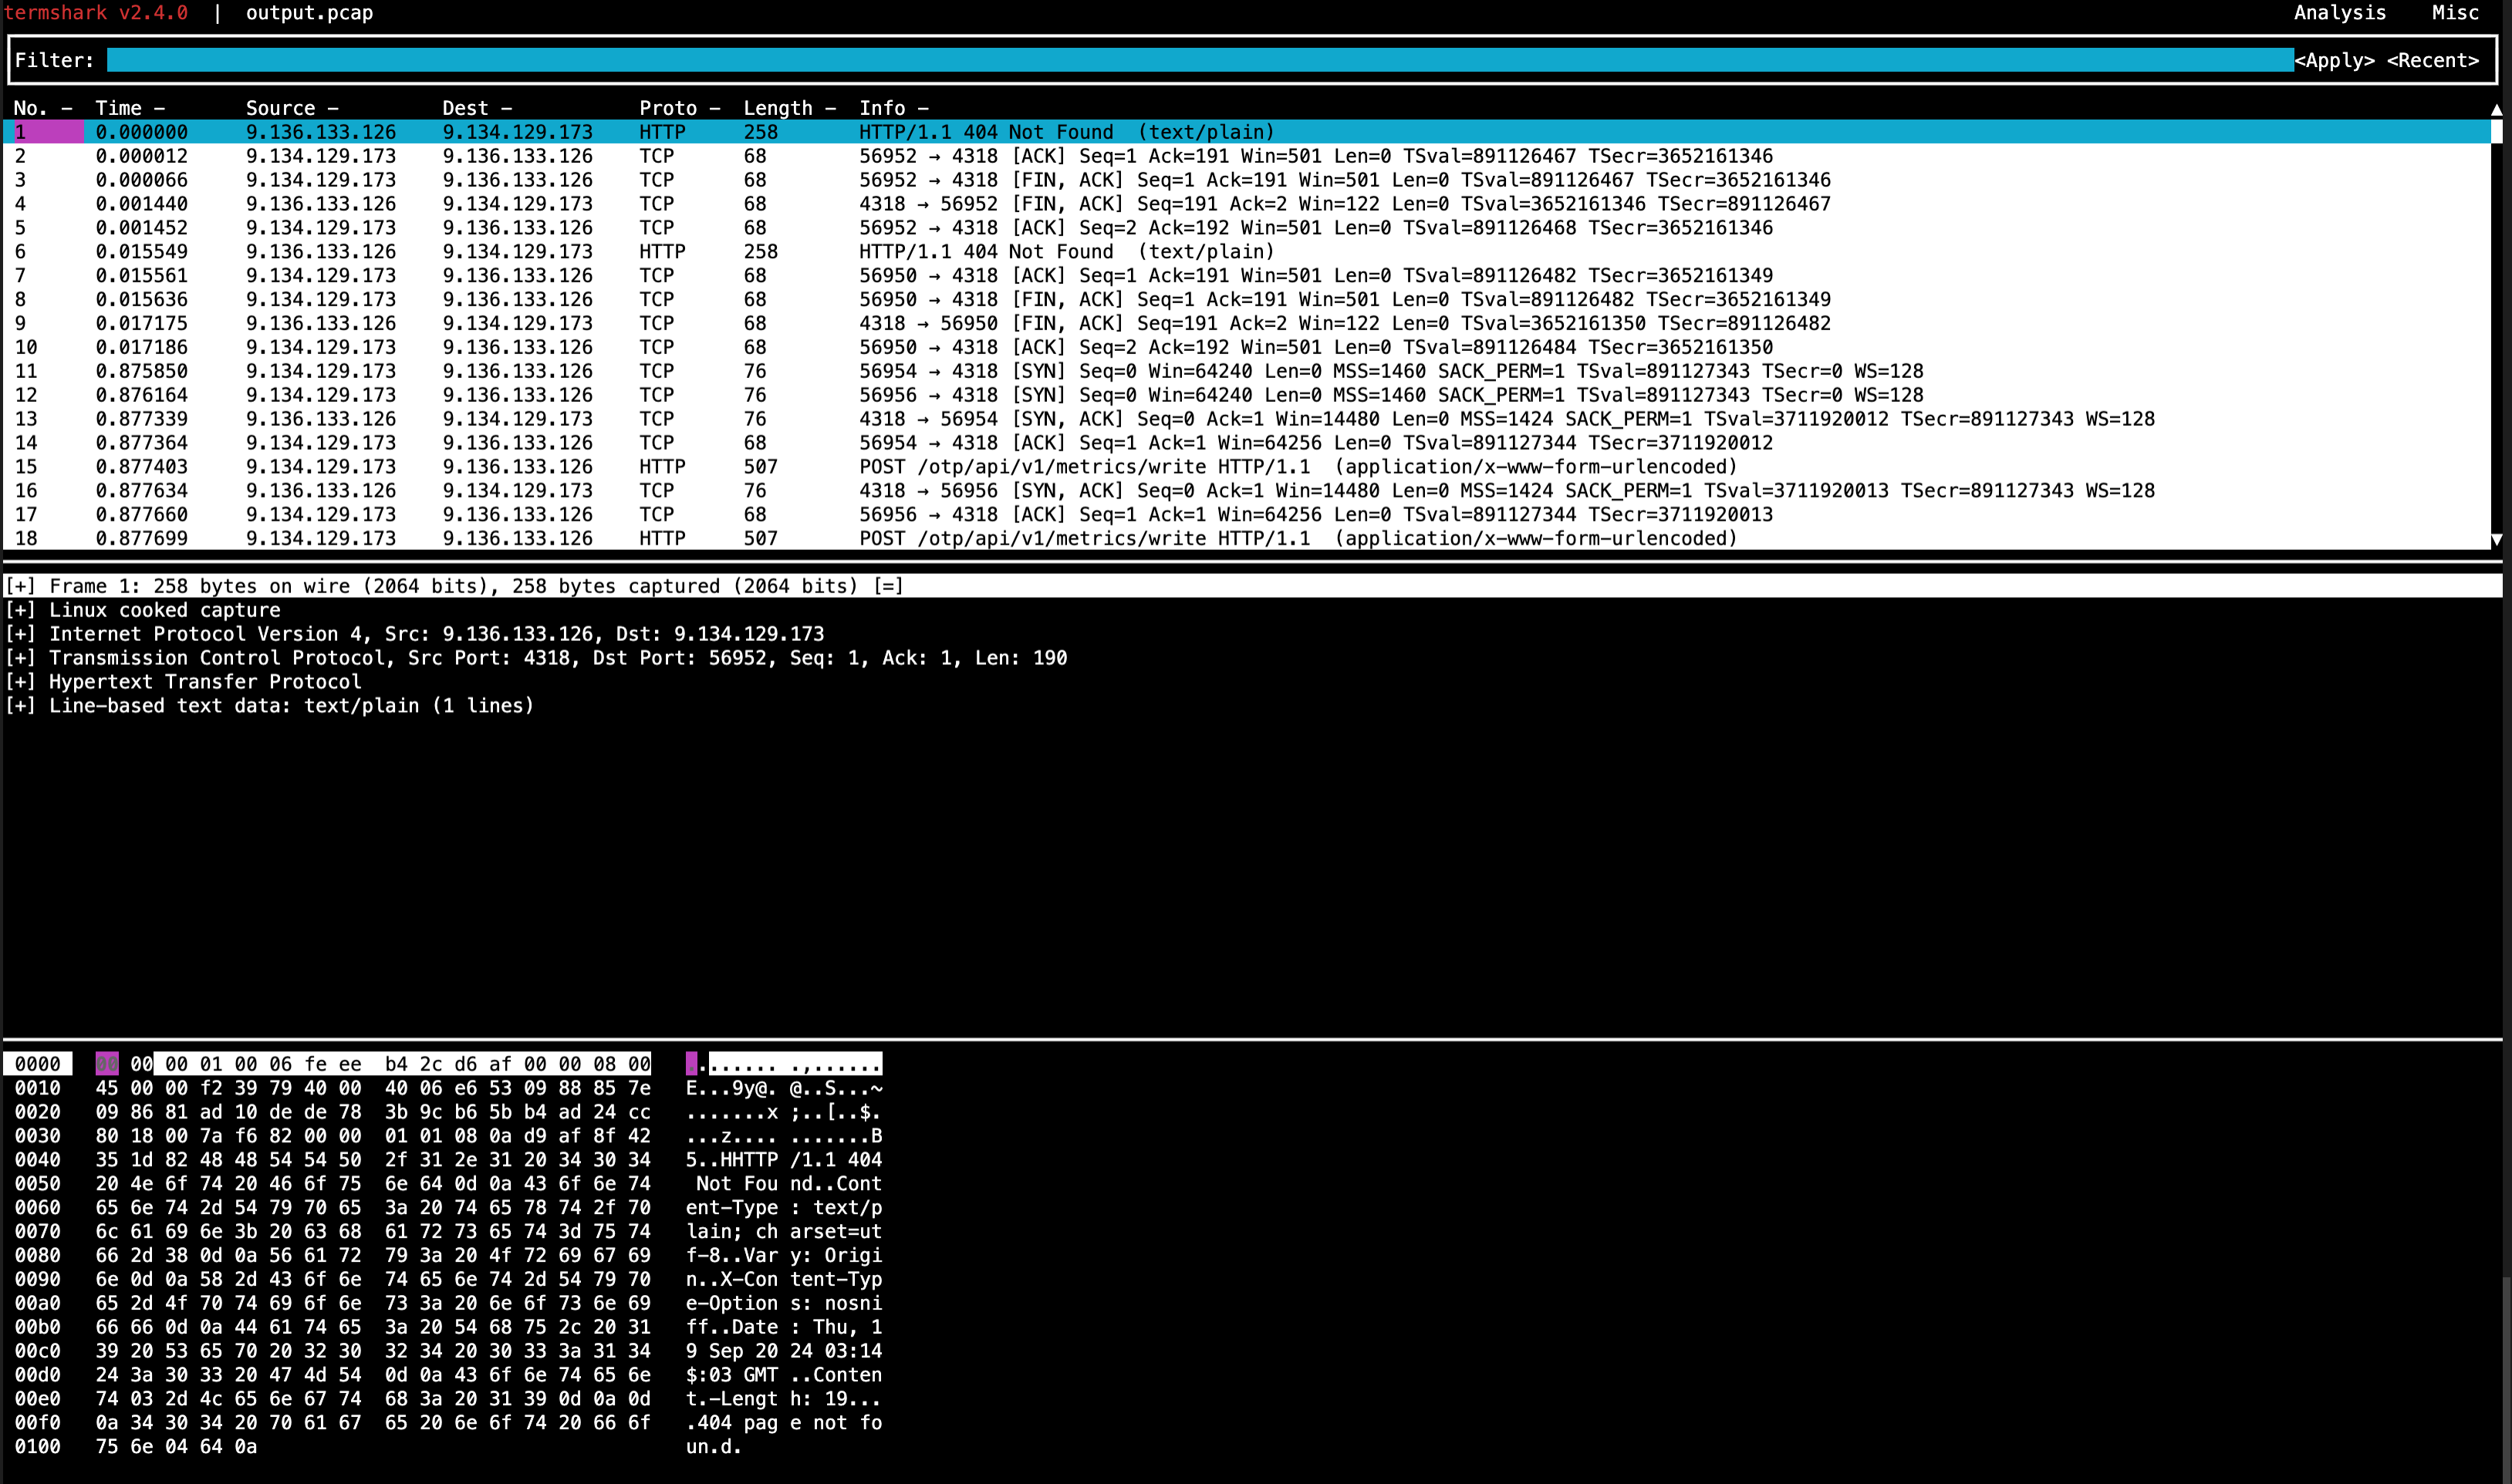 termshark v2.4.0 | output.pcap Analysis Misc
Filter: <Apply> <Recent>
No. – Time – Source – Dest – Proto – Length – Info –
1 0.000000 9.136.133.126 9.134.129.173 HTTP 258 HTTP/1.1 404 Not Found (text/plain)
2 0.000012 9.134.129.173 9.136.133.126 TCP 68 56952 → 4318 [ACK] Seq=1 Ack=191 Win=501 Len=0 TSval=891126467 TSecr=3652161346
3 0.000066 9.134.129.173 9.136.133.126 TCP 68 56952 → 4318 [FIN, ACK] Seq=1 Ack=191 Win=501 Len=0 TSval=891126467 TSecr=3652161346
4 0.001440 9.136.133.126 9.134.129.173 TCP 68 4318 → 56952 [FIN, ACK] Seq=191 Ack=2 Win=122 Len=0 TSval=3652161346 TSecr=891126467
5 0.001452 9.134.129.173 9.136.133.126 TCP 68 56952 → 4318 [ACK] Seq=2 Ack=192 Win=501 Len=0 TSval=891126468 TSecr=3652161346
6 0.015549 9.136.133.126 9.134.129.173 HTTP 258 HTTP/1.1 404 Not Found (text/plain)
7 0.015561 9.134.129.173 9.136.133.126 TCP 68 56950 → 4318 [ACK] Seq=1 Ack=191 Win=501 Len=0 TSval=891126482 TSecr=3652161349
8 0.015636 9.134.129.173 9.136.133.126 TCP 68 56950 → 4318 [FIN, ACK] Seq=1 Ack=191 Win=501 Len=0 TSval=891126482 TSecr=3652161349
9 0.017175 9.136.133.126 9.134.129.173 TCP 68 4318 → 56950 [FIN, ACK] Seq=191 Ack=2 Win=122 Len=0 TSval=3652161350 TSecr=891126482
10 0.017186 9.134.129.173 9.136.133.126 TCP 68 56950 → 4318 [ACK] Seq=2 Ack=192 Win=501 Len=0 TSval=891126484 TSecr=3652161350
11 0.875850 9.134.129.173 9.136.133.126 TCP 76 56954 → 4318 [SYN] Seq=0 Win=64240 Len=0 MSS=1460 SACK_PERM=1 TSval=891127343 TSecr=0 WS=128
12 0.876164 9.134.129.173 9.136.133.126 TCP 76 56956 → 4318 [SYN] Seq=0 Win=64240 Len=0 MSS=1460 SACK_PERM=1 TSval=891127343 TSecr=0 WS=128
13 0.877339 9.136.133.126 9.134.129.173 TCP 76 4318 → 56954 [SYN, ACK] Seq=0 Ack=1 Win=14480 Len=0 MSS=1424 SACK_PERM=1 TSval=3711920012 TSecr=891127343 WS=128
14 0.877364 9.134.129.173 9.136.133.126 TCP 68 56954 → 4318 [ACK] Seq=1 Ack=1 Win=64256 Len=0 TSval=891127344 TSecr=3711920012
15 0.877403 9.134.129.173 9.136.133.126 HTTP 507 POST /otp/api/v1/metrics/write HTTP/1.1 (application/x-www-form-urlencoded)
16 0.877634 9.136.133.126 9.134.129.173 TCP 76 4318 → 56956 [SYN, ACK] Seq=0 Ack=1 Win=14480 Len=0 MSS=1424 SACK_PERM=1 TSval=3711920013 TSecr=891127343 WS=128
17 0.877660 9.134.129.173 9.136.133.126 TCP 68 56956 → 4318 [ACK] Seq=1 Ack=1 Win=64256 Len=0 TSval=891127344 TSecr=3711920013
18 0.877699 9.134.129.173 9.136.133.126 HTTP 507 POST /otp/api/v1/metrics/write HTTP/1.1 (application/x-www-form-urlencoded)
[+] Frame 1: 258 bytes on wire (2064 bits), 258 bytes captured (2064 bits) [=]
[+] Linux cooked capture
[+] Internet Protocol Version 4, Src: 9.136.133.126, Dst: 9.134.129.173
[+] Transmission Control Protocol, Src Port: 4318, Dst Port: 56952, Seq: 1, Ack: 1, Len: 190
[+] Hypertext Transfer Protocol
[+] Line-based text data: text/plain (1 lines)
0000 00 00 00 01 00 06 fe ee b4 2c d6 af 00 00 08 00 ........ .,......
0010 45 00 00 f2 39 79 40 00 40 06 e6 53 09 88 85 7e E...9y@. @..S...~
0020 09 86 81 ad 10 de de 78 3b 9c b6 5b b4 ad 24 cc .......x ;..[..$.
0030 80 18 00 7a f6 82 00 00 01 01 08 0a d9 af 8f 42 ...z.... .......B
0040 35 1d 82 48 48 54 54 50 2f 31 2e 31 20 34 30 34 5..HHTTP /1.1 404
0050 20 4e 6f 74 20 46 6f 75 6e 64 0d 0a 43 6f 6e 74 Not Fou nd..Cont
0060 65 6e 74 2d 54 79 70 65 3a 20 74 65 78 74 2f 70 ent-Type : text/p
0070 6c 61 69 6e 3b 20 63 68 61 72 73 65 74 3d 75 74 lain; ch arset=ut
0080 66 2d 38 0d 0a 56 61 72 79 3a 20 4f 72 69 67 69 f-8..Var y: Origi
0090 6e 0d 0a 58 2d 43 6f 6e 74 65 6e 74 2d 54 79 70 n..X-Con tent-Typ
00a0 65 2d 4f 70 74 69 6f 6e 73 3a 20 6e 6f 73 6e 69 e-Option s: nosni
00b0 66 66 0d 0a 44 61 74 65 3a 20 54 68 75 2c 20 31 ff..Date : Thu, 1
00c0 39 20 53 65 70 20 32 30 32 34 20 30 33 3a 31 34 9 Sep 20 24 03:14
00d0 24 3a 30 33 20 47 4d 54 0d 0a 43 6f 6e 74 65 6e $:03 GMT ..Conten
00e0 74 03 2d 4c 65 6e 67 74 68 3a 20 31 39 0d 0a 0d t.-Lengt h: 19...
00f0 0a 34 30 34 20 70 61 67 65 20 6e 6f 74 20 66 6f .404 pag e not fo
0100 75 6e 04 64 0a un.d.